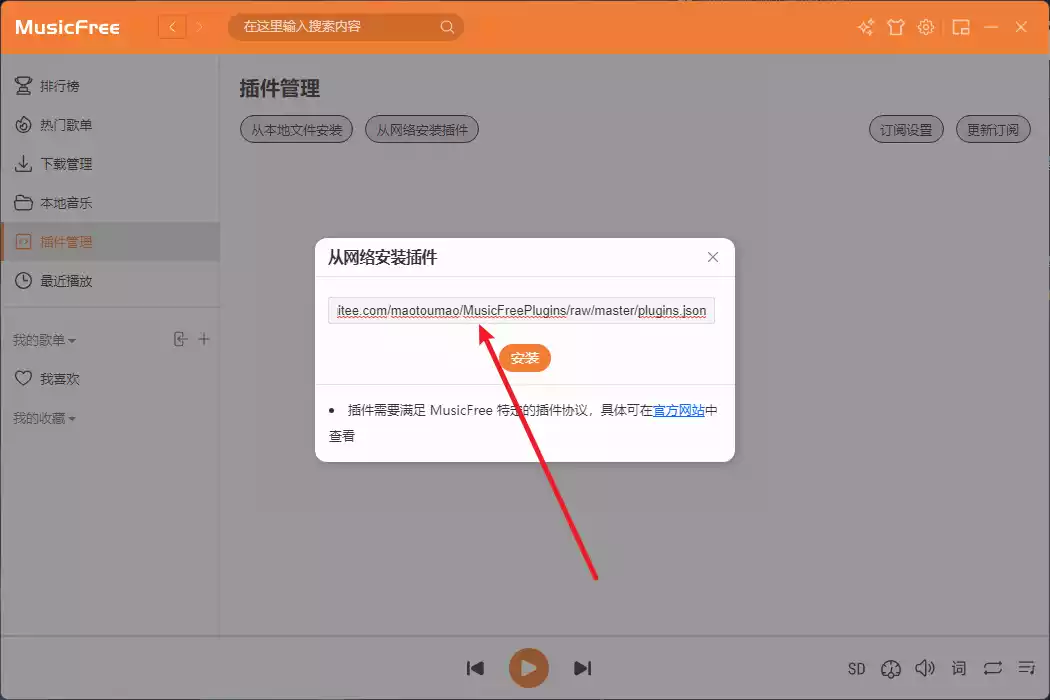 MusicFree
在这里输入搜索内容
排行榜
热门歌单
下载管理
本地音乐
插件管理
最近播放
我的歌单
我喜欢
我的收藏
插件管理
从本地文件安装 从网络安装插件
订阅设置 更新订阅
从网络安装插件
itee.com/maotoumao/MusicFreePlugins/raw/master/plugins.json
安装
• 插件需要满足 MusicFree 特定的插件协议，具体可在官方网站中
查看
SD 词